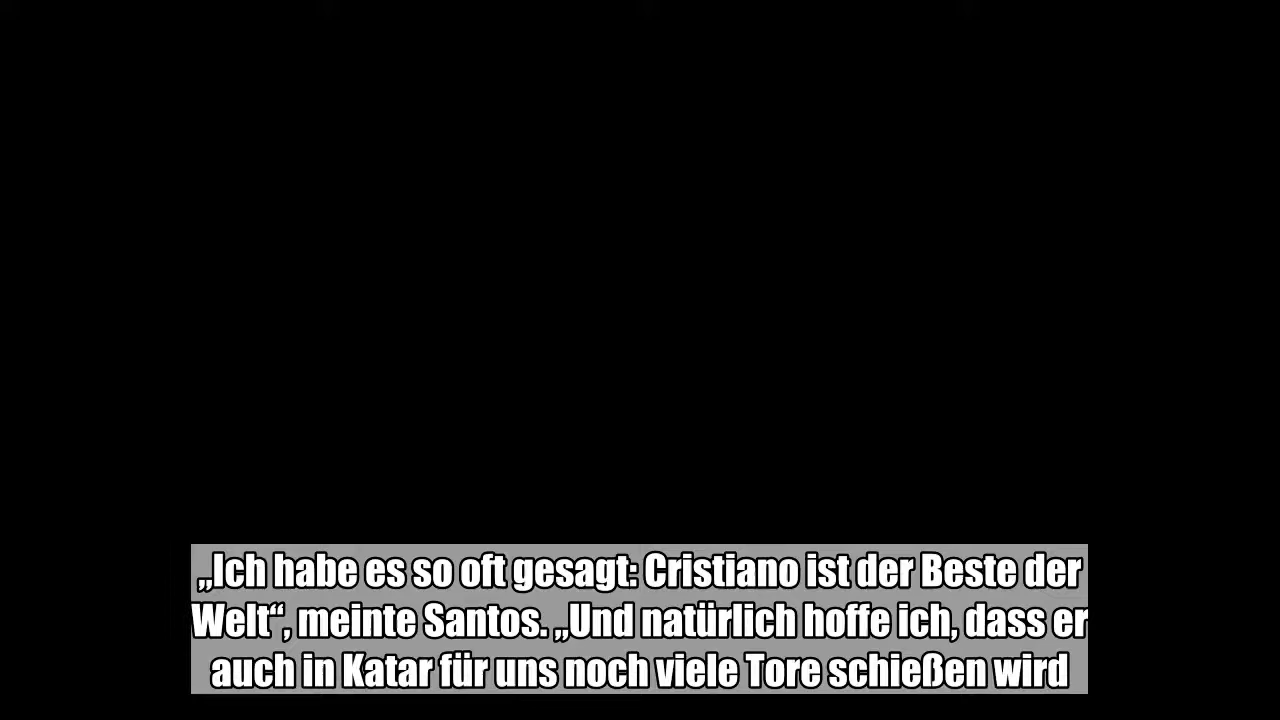 „Ich habe es so oft gesagt: Cristiano ist der Beste der
Welt“, meinte Santos. „Und natürlich hoffe ich, dass er
auch in Katar für uns noch viele Tore schießen wird